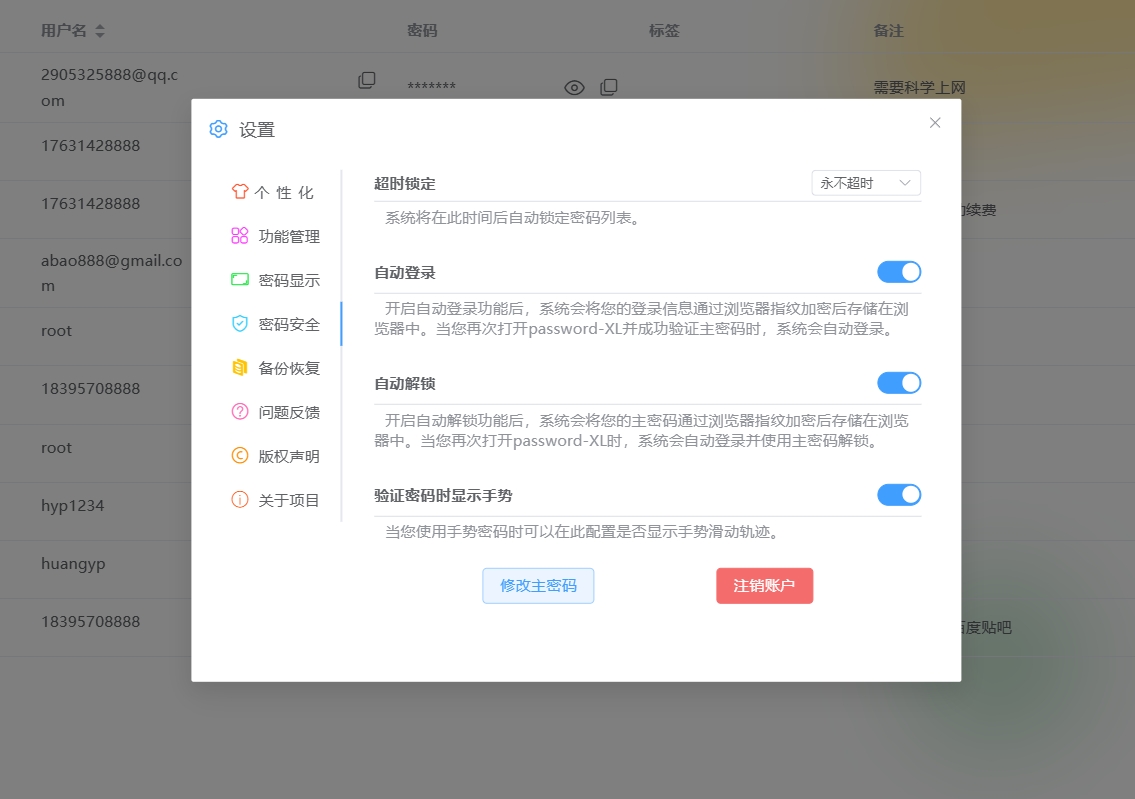 用户名 密码 标签 备注
2905325888@qq.c
om
*******
需要科学上网
17631428888
17631428888
续费
abao888@gmail.co
m
root
18395708888
root
hyp1234
huangyp
18395708888
度贴吧
设置
个 性 化
功能管理
密码显示
密码安全
备份恢复
问题反馈
版权声明
关于项目
超时锁定 永不超时
系统将在此时间后自动锁定密码列表。
自动登录
开启自动登录功能后，系统会将您的登录信息通过浏览器指纹加密后存储在浏
览器中。当您再次打开password-XL并成功验证主密码时，系统会自动登录。
自动解锁
开启自动解锁功能后，系统会将您的主密码通过浏览器指纹加密后存储在浏览
器中。当您再次打开password-XL时，系统会自动登录并使用主密码解锁。
验证密码时显示手势
当您使用手势密码时可以在此配置是否显示手势滑动轨迹。
修改主密码 注销账户